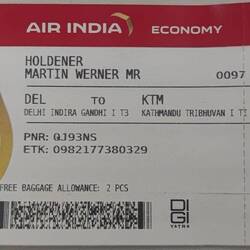 AIR INDIA ECONOMY
HOLDENER
MARTIN WERNER MR 0097
DEL TO KTM
DELHI INDIRA GANDHI I T3 KATHMANDU TRIBHUVAN I TI
PNR: QJ93NS
ETK: 0982177380329
FREE BAGGAGE ALLOWANCE: 2 PCS
DIGI
YATRA